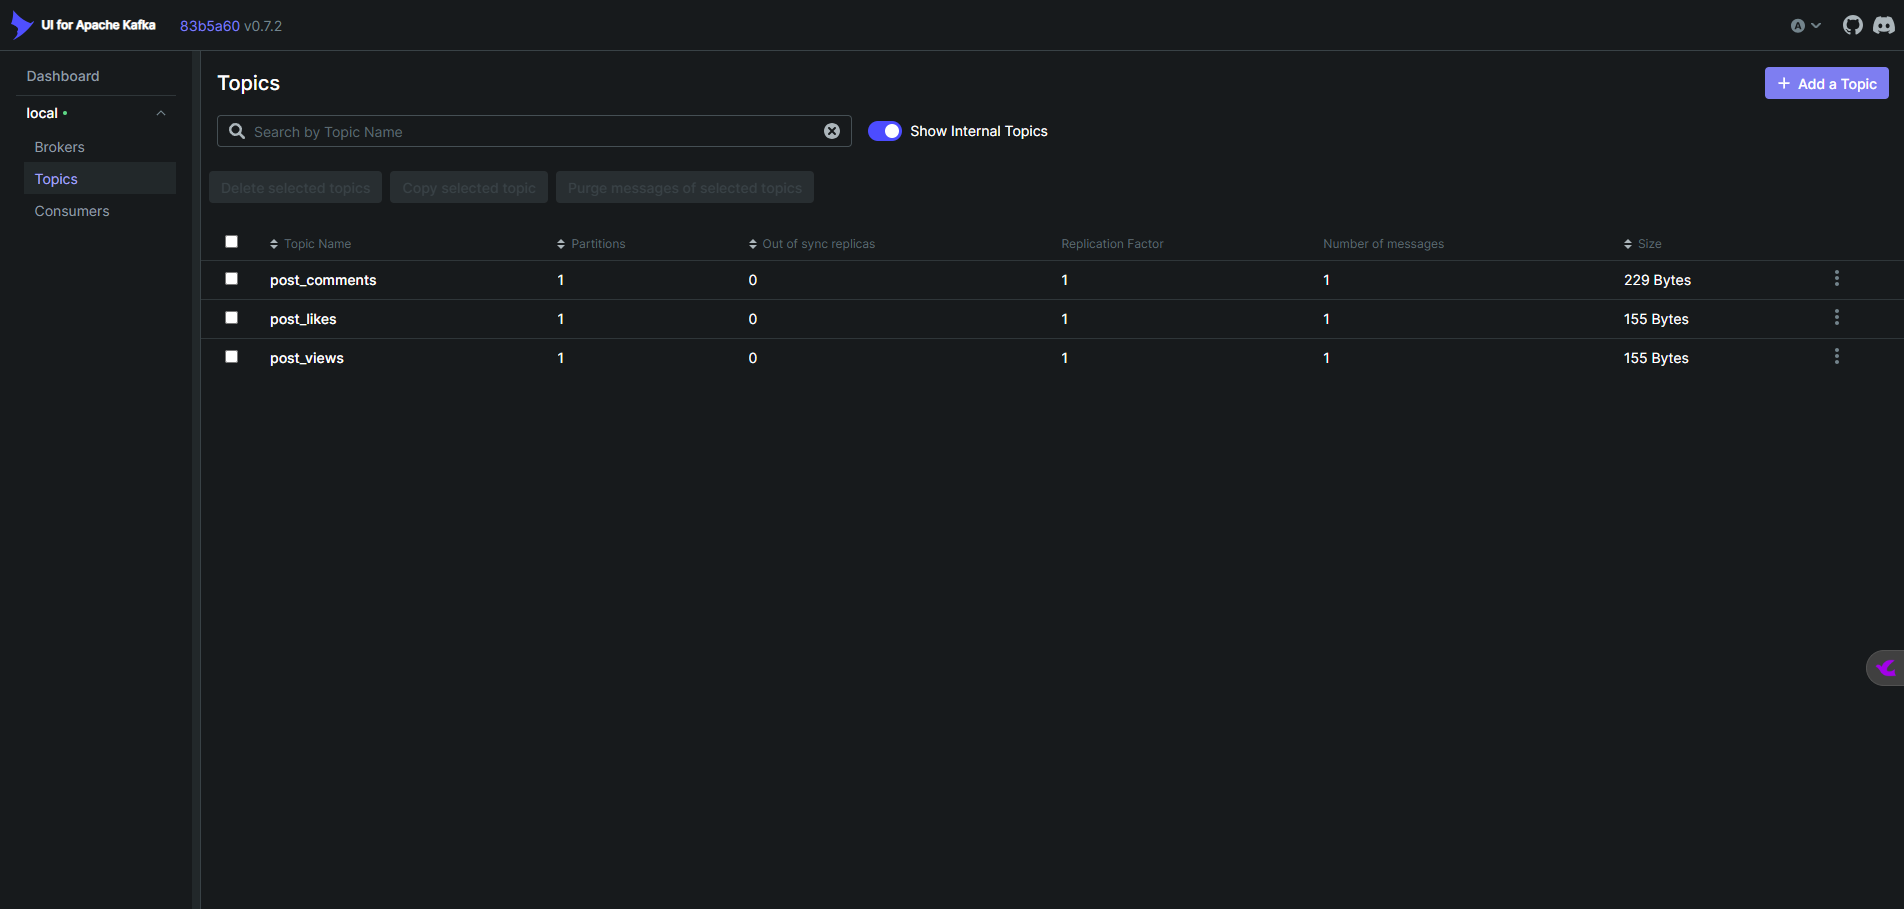 UI for Apache Kafka 83b5a60 v0.7.2 A
Dashboard
local
Brokers
Topics
Consumers
Topics
Add a Topic
Search by Topic Name
Show Internal Topics
Delete selected topics Copy selected topic Purge messages of selected topics
Topic Name Partitions Out of sync replicas Replication Factor Number of messages Size
post_comments 1 0 1 1 229 Bytes
post_likes 1 0 1 1 155 Bytes
post_views 1 0 1 1 155 Bytes